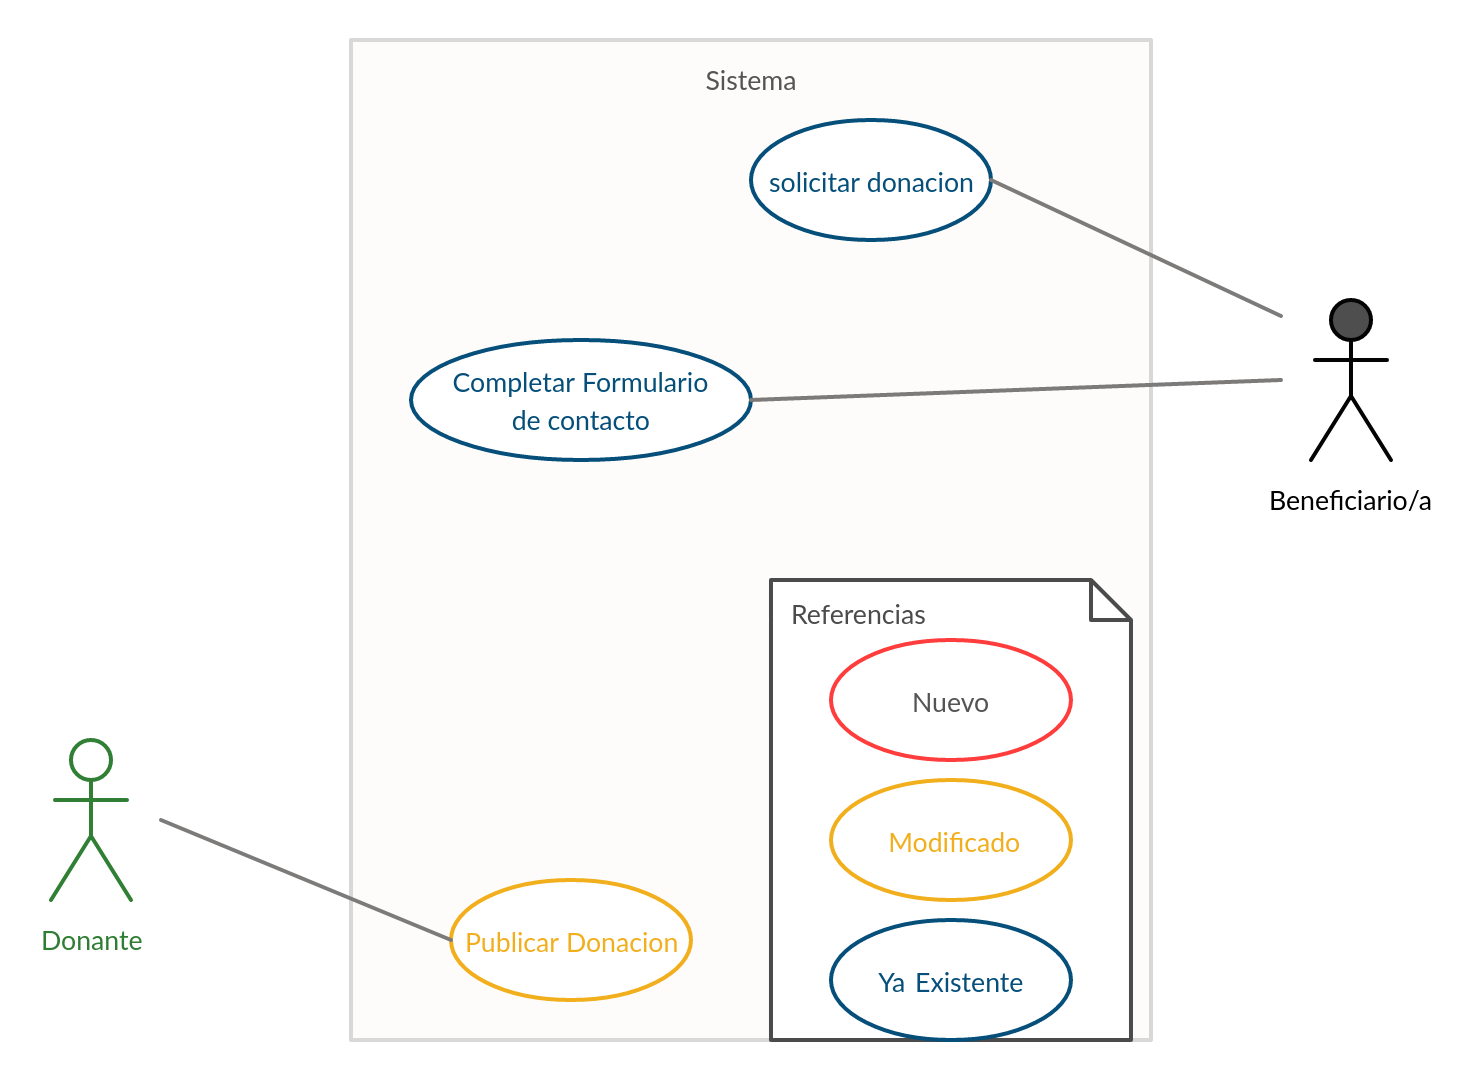 Sistema
solicitar donacion
Completar Formulario
de contacto
Beneficiario/a
Referencias
Nuevo
Modificado
Ya Existente
Donante
Publicar Donacion